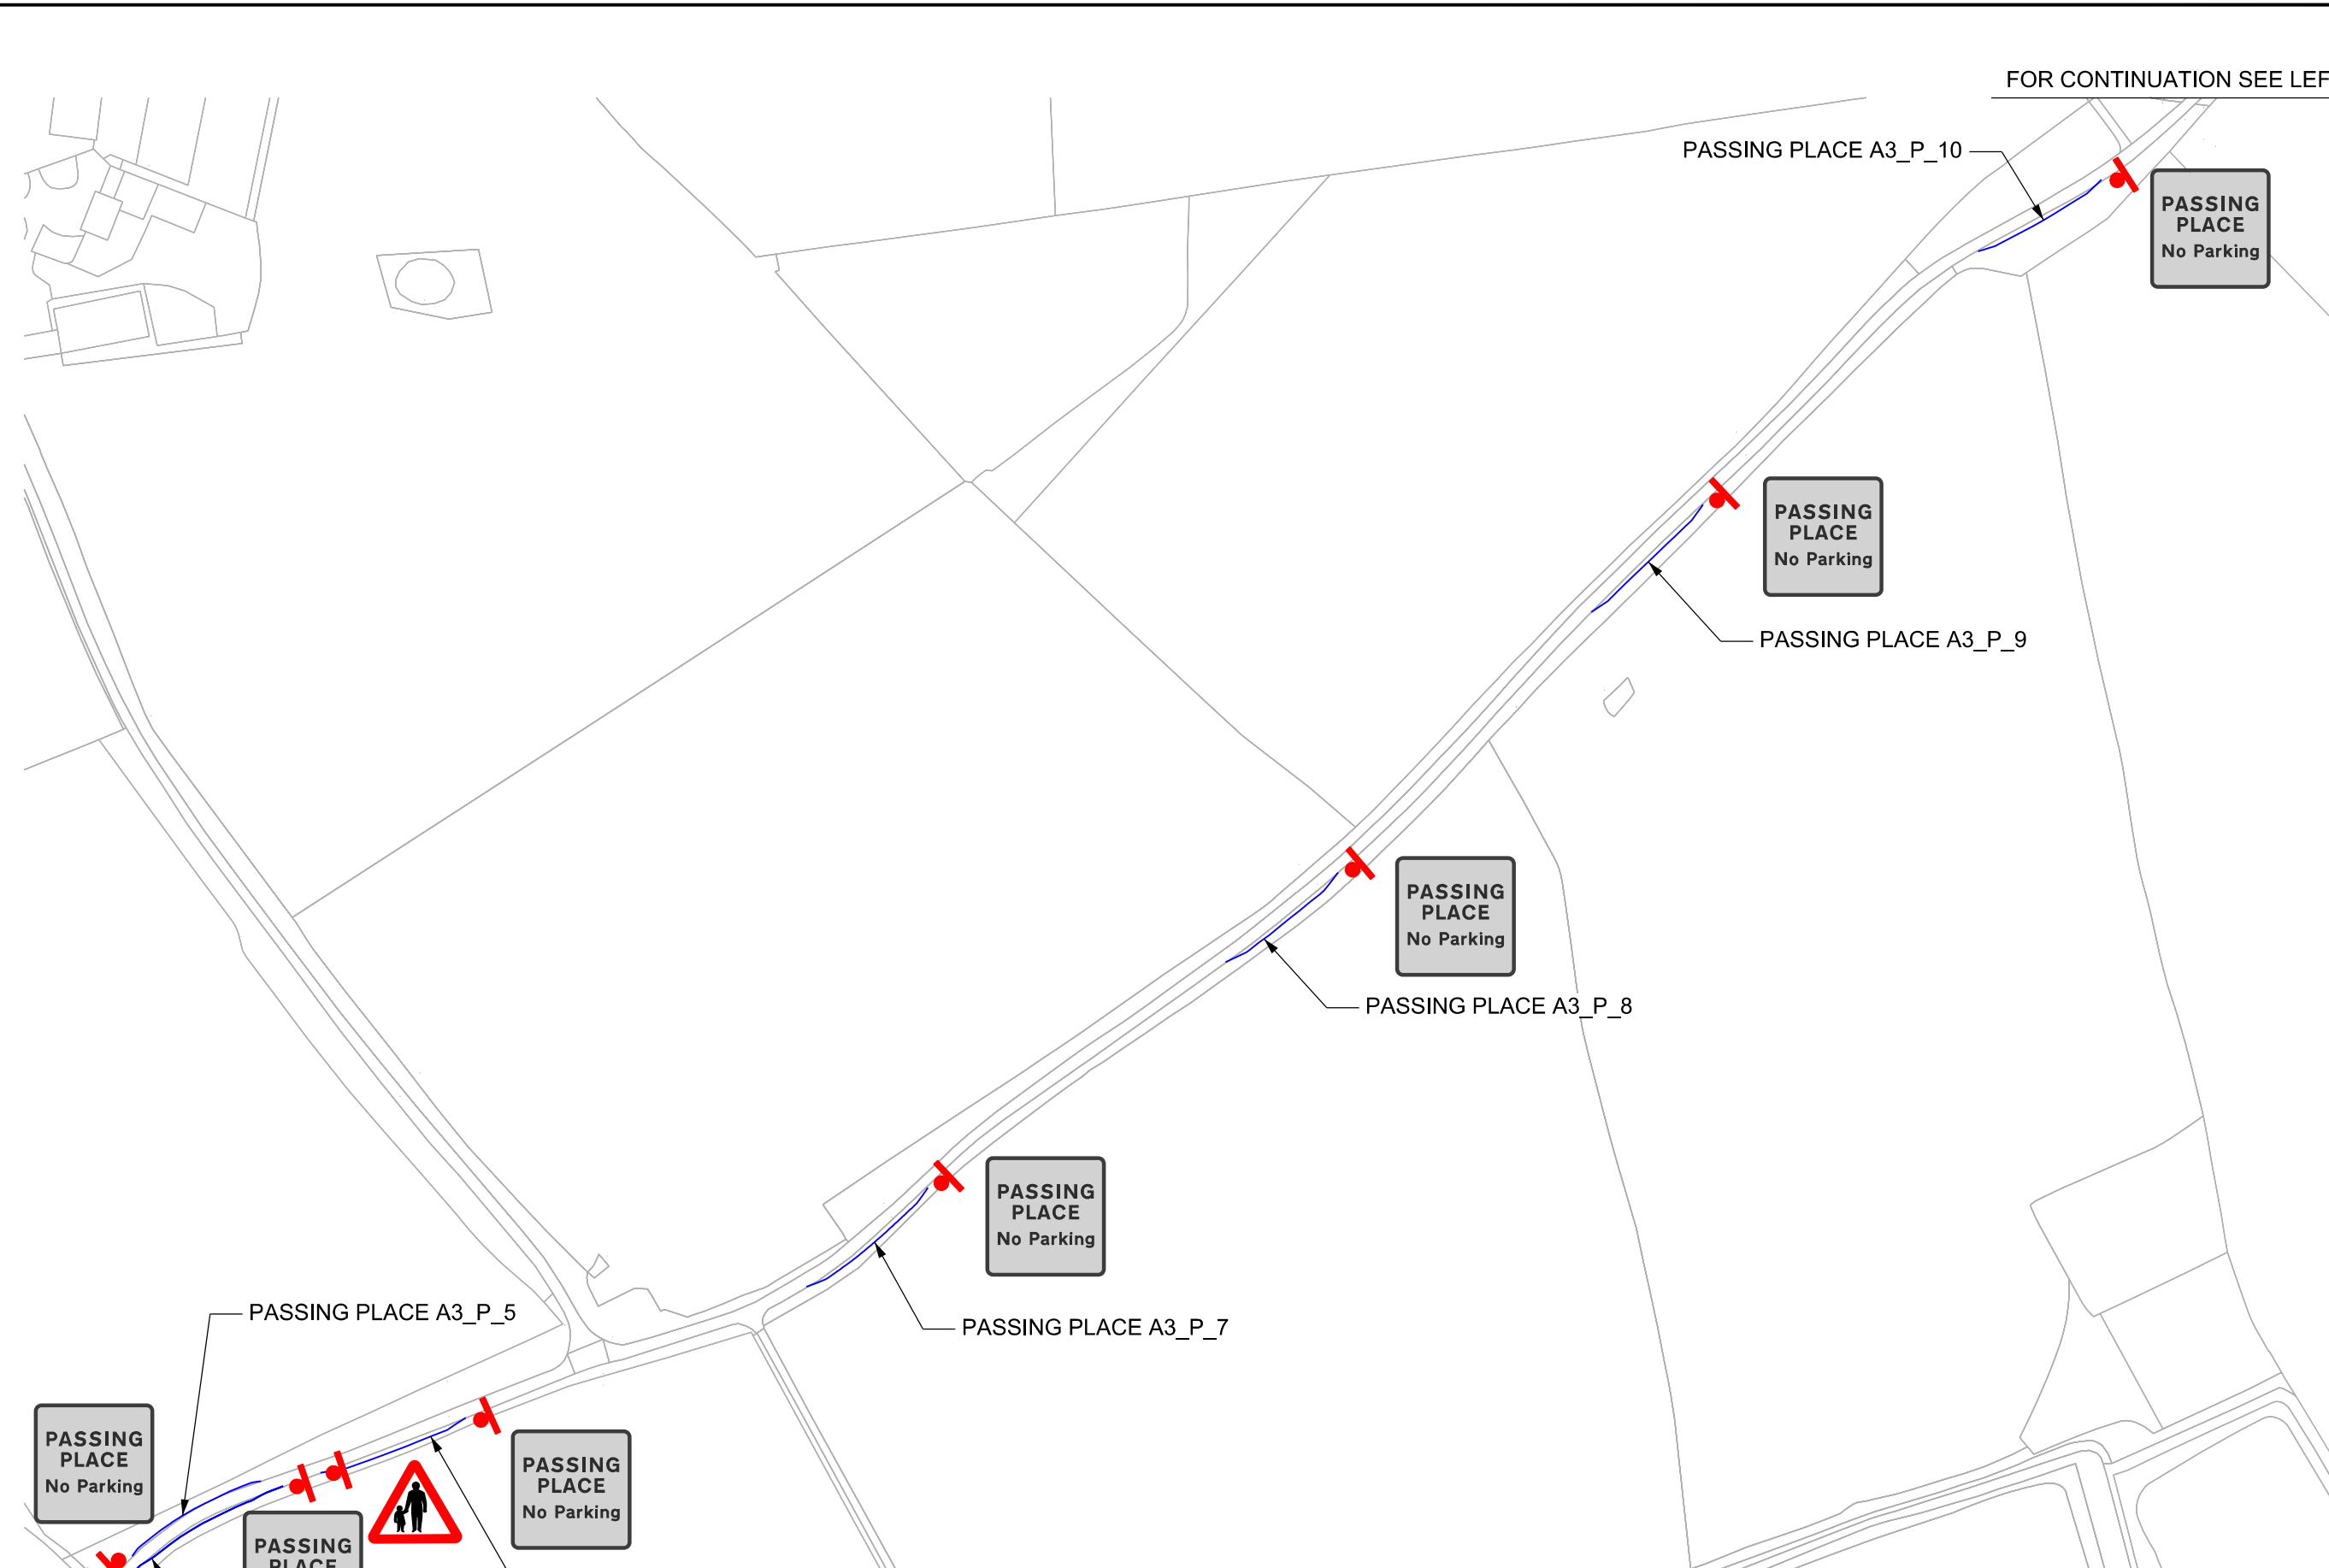 FOR CONTINUATION SEE LEF
PASSING PLACE A3_P_10
PASSING
PLACE
No Parking
PASSING
PLACE
No Parking
PASSING PLACE A3_P_9
PASSING
PLACE
No Parking
PASSING PLACE A3_P_8
PASSING
PLACE
No Parking
PASSING PLACE A3_P_5
PASSING PLACE A3_P_7
PASSING
PLACE
No Parking
PASSING
PLACE
No Parking
PASSING
PLACE